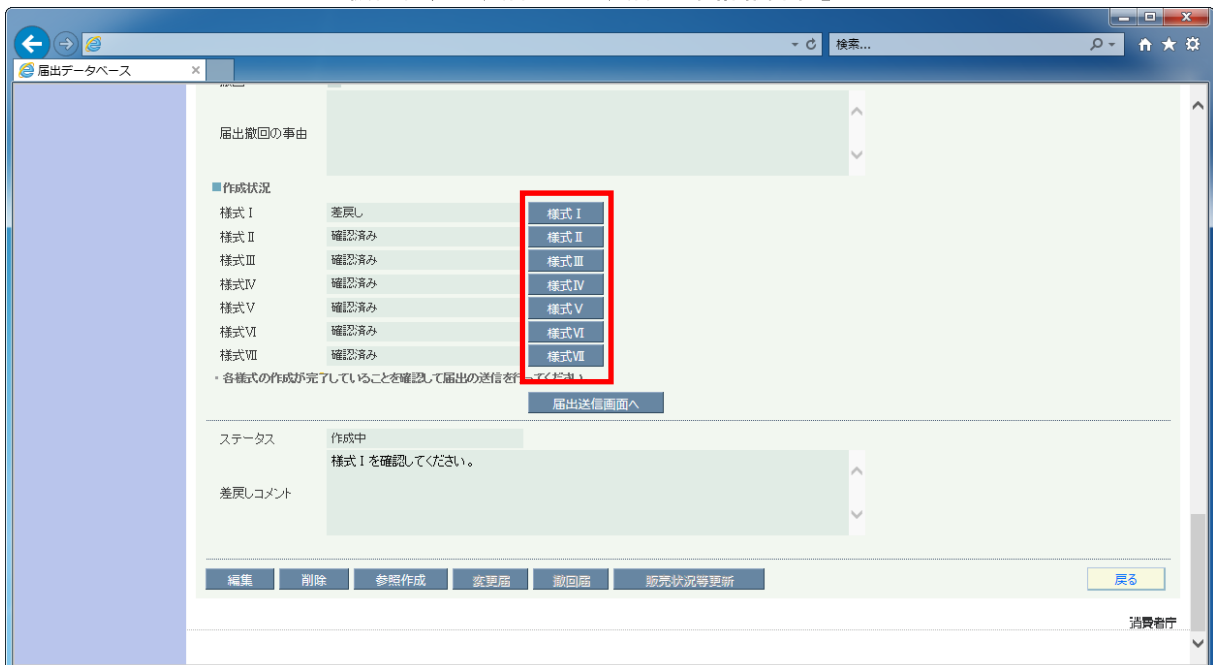 検索...
届出データベース
届出撤回の事由
■作成状況
様式Ⅰ 差戻し 様式Ⅰ
様式Ⅱ 確認済み 様式Ⅱ
様式Ⅲ 確認済み 様式Ⅲ
様式Ⅳ 確認済み 様式Ⅳ
様式Ⅴ 確認済み 様式Ⅴ
様式Ⅵ 確認済み 様式Ⅵ
様式Ⅶ 確認済み 様式Ⅶ
・各様式の作成が完了していることを確認して届出の送信を行ってください
届出送信画面へ
ステータス 作成中
差戻しコメント 様式Ⅰを確認してください。
編集 削除 参照作成 変更届 撤回届 販売状況等更新 戻る
消費者庁